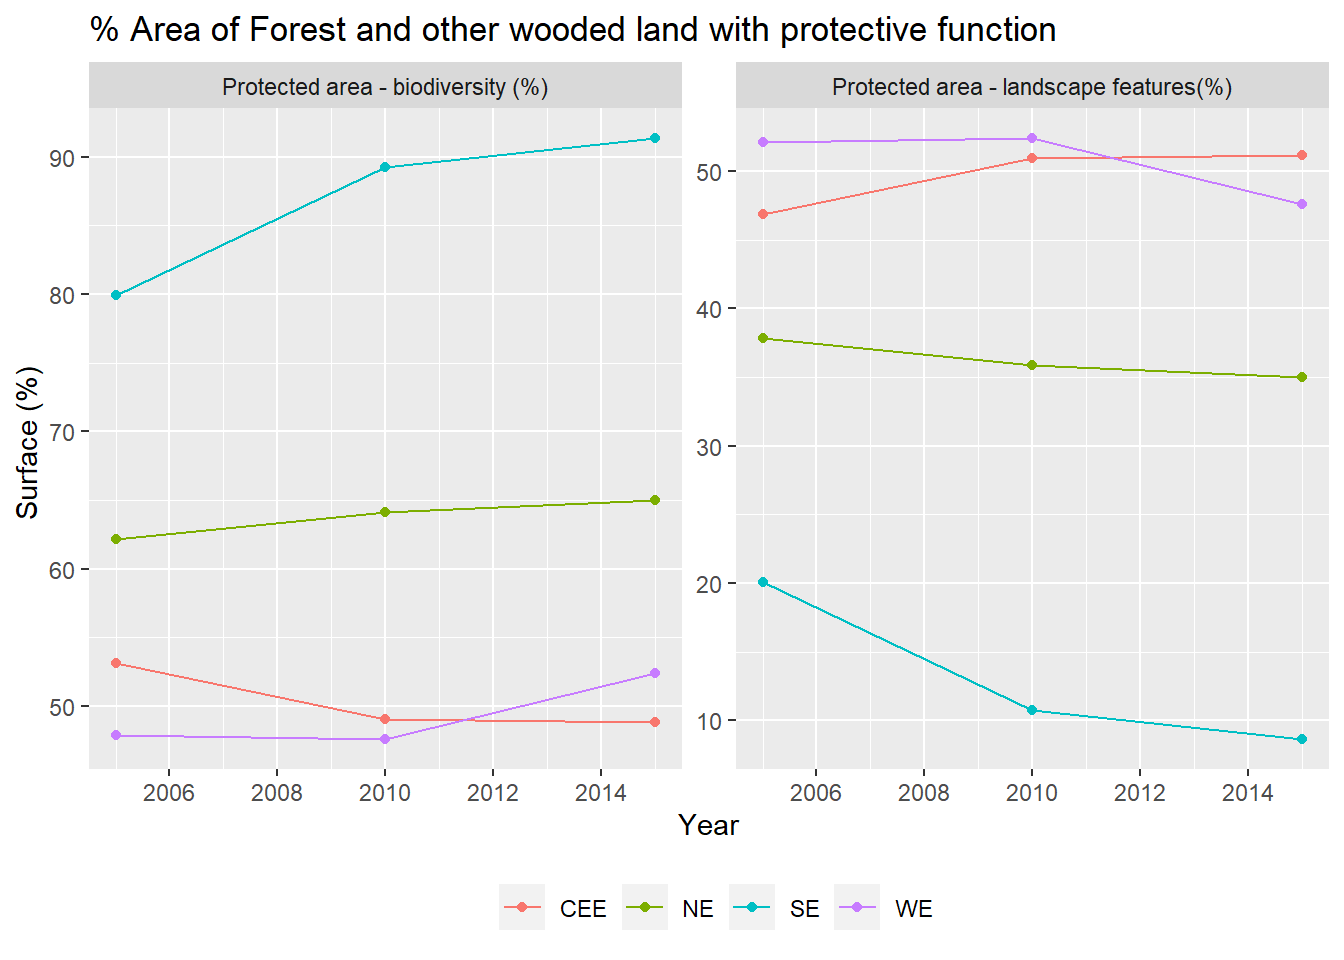 % Area of Forest and other wooded land with protective function
Protected area - biodiversity (%)
Protected area - landscape features(%)
Surface (%)
90
80
70
60
50
50
40
30
20
10
2006 2008 2010 2012 2014
2006 2008 2010 2012 2014
Year
CEE NE SE WE